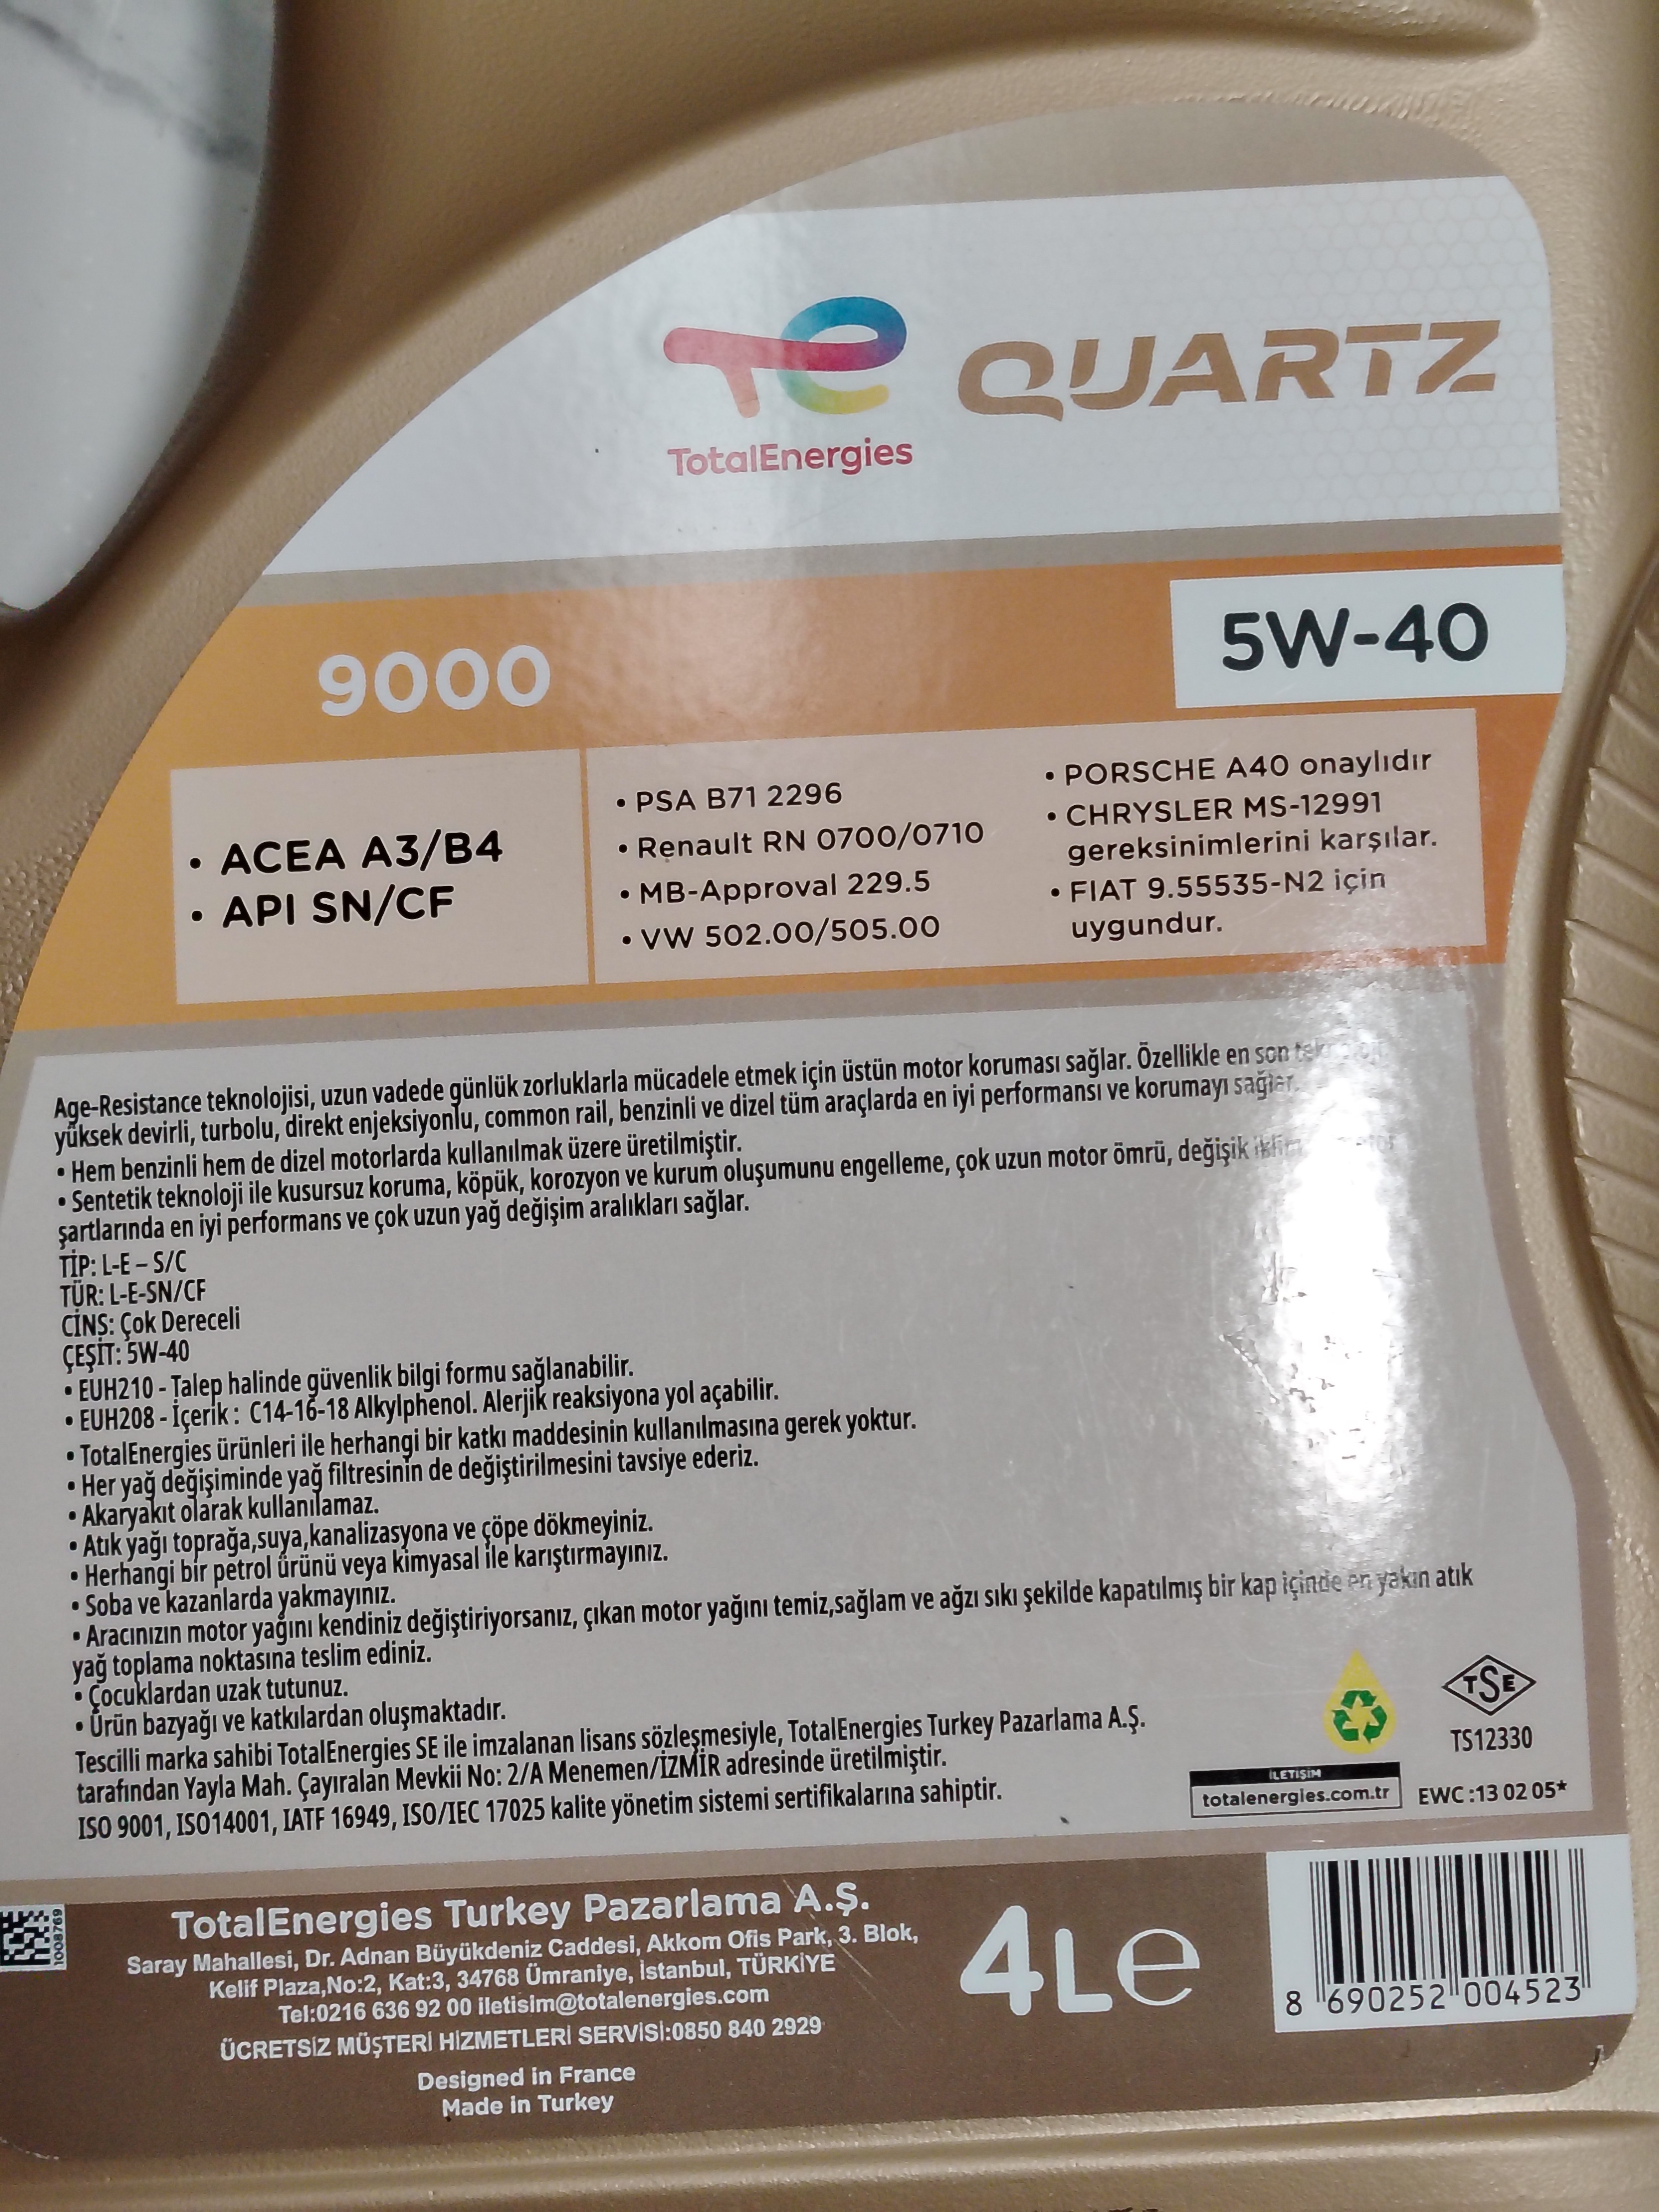 TotalEnergies
QUARTZ
9000
5W-40
• ACEA A3/B4
• API SN/CF
• PSA B71 2296
• Renault RN 0700/0710
• MB-Approval 229.5
• VW 502.00/505.00
• PORSCHE A40 onaylıdır
• CHRYSLER MS-12991
gereksinimlerini karşılar.
• FIAT 9.55535-N2 için
uygundur.
Age-Resistance teknolojisi, uzun vadede günlük zorluklarla mücadele etmek için üstün motor koruması sağlar. Özellikle en son
yüksek devirli, turbolu, direkt enjeksiyonlu, common rail, benzinli ve dizel tüm araçlarda en iyi performansı ve korumayı sağlar.
• Hem benzinli hem de dizel motorlarda kullanılmak üzere üretilmiştir.
• Sentetik teknoloji ile kusursuz koruma, köpük, korozyon ve kurum oluşumunu engelleme, çok uzun motor ömrü, değişik
şartlarında en iyi performans ve çok uzun yağ değişim aralıkları sağlar.
TİP: L-E – S/C
TÜR: L-E-SN/CF
CİNS: Çok Dereceli
ÇEŞİT: 5W-40
• EUH210 - Talep halinde güvenlik bilgi formu sağlanabilir.
• EUH208 - İçerik : C14-16-18 Alkylphenol. Alerjik reaksiyona yol açabilir.
• TotalEnergies ürünleri ile herhangi bir katkı maddesinin kullanılmasına gerek yoktur.
• Her yağ değişiminde yağ filtresinin de değiştirilmesini tavsiye ederiz.
• Akaryakıt olarak kullanılamaz.
• Atık yağı toprağa,suya,kanalizasyona ve çöpe dökmeyiniz.
• Herhangi bir petrol ürünü veya kimyasal ile karıştırmayınız.
• Soba ve kazanlarda yakmayınız.
• Aracınızın motor yağını kendiniz değiştiriyorsanız, çıkan motor yağını temiz,sağlam ve ağzı sıkı şekilde kapatılmış bir kap içinde en yakın atık
yağ toplama noktasına teslim ediniz.
• Çocuklardan uzak tutunuz.
• Ürün bazyağı ve katkılardan oluşmaktadır.
Tescilli marka sahibi TotalEnergies SE ile imzalanan lisans sözleşmesiyle, TotalEnergies Turkey Pazarlama A.Ş.
tarafından Yayla Mah. Çayıralan Mevkii No: 2/A Menemen/İZMİR adresinde üretilmiştir.
ISO 9001, ISO14001, IATF 16949, ISO/IEC 17025 kalite yönetim sistemi sertifikalarına sahiptir.
TSE
TS12330
İLETİŞİM
totalenergies.com.tr
EWC :13 02 05*
1008769
TotalEnergies Turkey Pazarlama A.Ş.
Saray Mahallesi, Dr. Adnan Büyükdeniz Caddesi, Akkom Ofis Park, 3. Blok,
Kelif Plaza,No:2, Kat:3, 34768 Ümraniye, İstanbul, TÜRKİYE
Tel:0216 636 92 00 iletisim@totalenergies.com
ÜCRETSİZ MÜŞTERİ HİZMETLERİ SERVİSİ:0850 840 2929
Designed in France
Made in Turkey
4Le
8 690252 004523